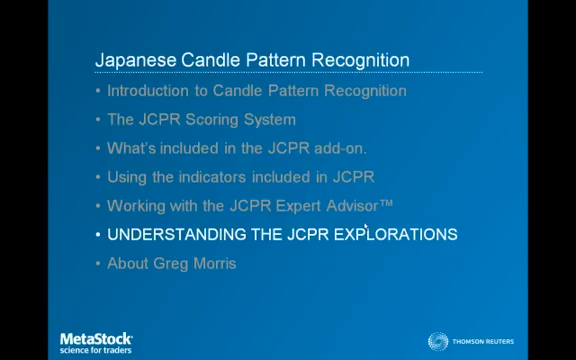 Japanese Candle Pattern Recognition
• Introduction to Candle Pattern Recognition
• The JCPR Scoring System
• What's included in the JCPR add-on.
• Using the indicators included in JCPR
• Working with the JCPR Expert Advisor™
• UNDERSTANDING THE JCPR EXPLORATIONS
• About Greg Morris
MetaStock®
science for traders
THOMSON REUTERS